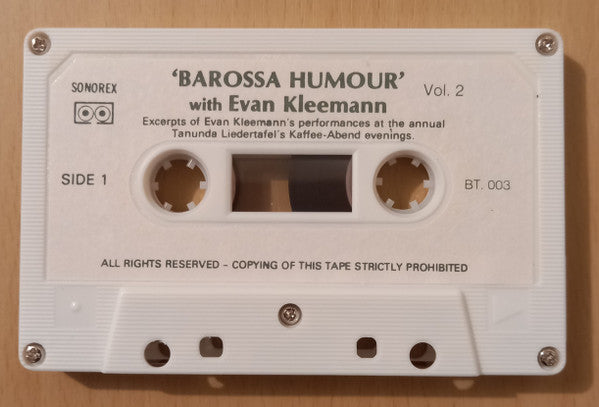 SONOREX
'BAROSSA HUMOUR'
Vol. 2
with Evan Kleemann
Excerpts of Evan Kleemann's performances at the annual
Tanunda Liedertafel's Kaffee-Abend evenings.
SIDE 1
BT. 003
ALL RIGHTS RESERVED - COPYING OF THIS TAPE STRICTLY PROHIBITED